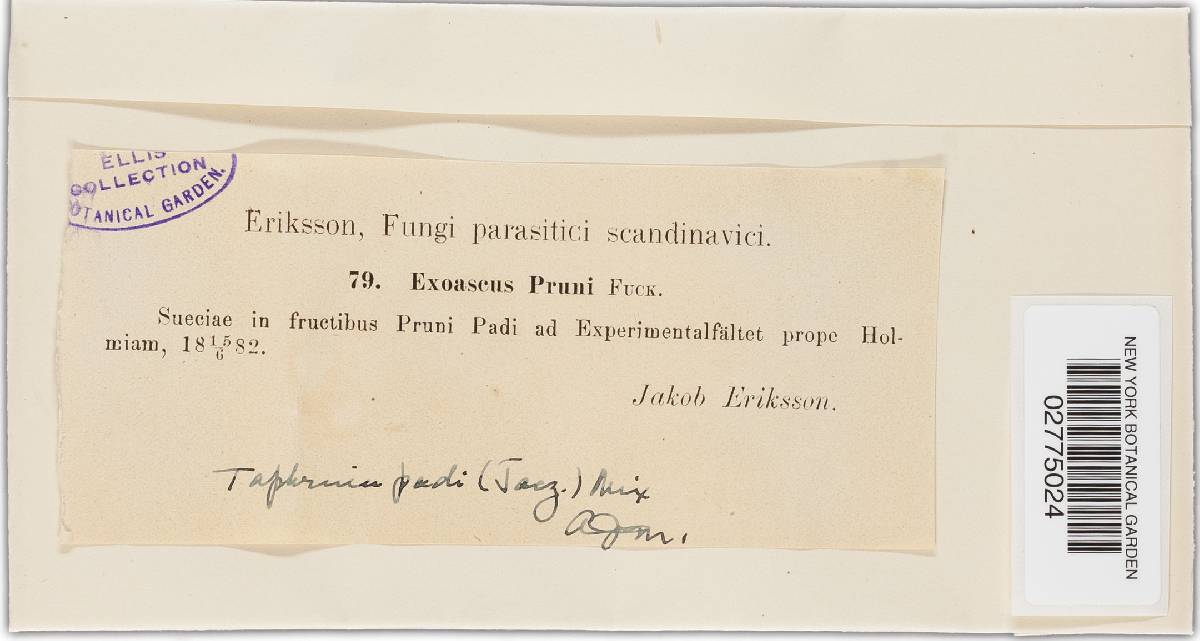 ELLIS
COLLECTION
BOTANICAL GARDEN.
Eriksson, Fungi parasitici scandinavici.
79. Exoascus Pruni Fuck.
Sueciae in fructibus Pruni Padi ad Experimentalfältet prope Hol-
miam, 18 15/6 82.
Jakob Eriksson.
Taphrina padi (Jacz.) Mix
AJM.
NEW YORK BOTANICAL GARDEN
02775024